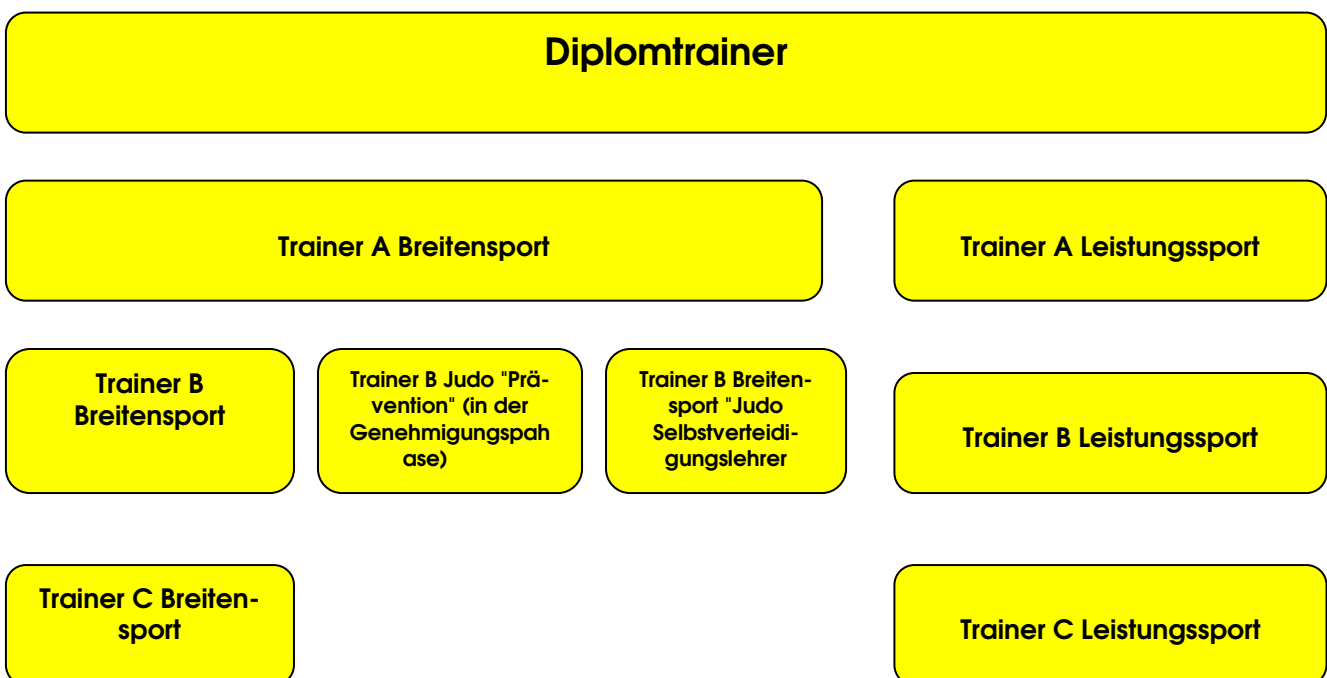 Diplomtrainer
Trainer A Breitensport
Trainer A Leistungssport
Trainer B
Breitensport
Trainer B Judo "Prä-
vention" (in der
Genehmigungspah
ase)
Trainer B Breiten-
sport "Judo
Selbstverteidi-
gungslehrer
Trainer B Leistungssport
Trainer C Breiten-
sport
Trainer C Leistungssport